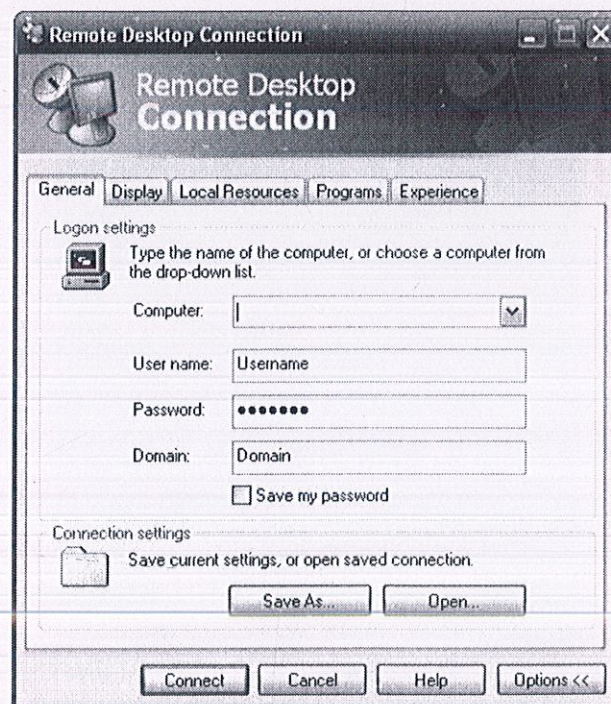 Remote Desktop Connection
Remote Desktop
Connection
General Display Local Resources Programs Experience
Logon settings
Type the name of the computer, or choose a computer from
the drop-down list.
Computer:
User name: Username
Password: •••••••
Domain: Domain
Save my password
Connection settings
Save current settings, or open saved connection.
Save As... Open...
Connect Cancel Help Options <<